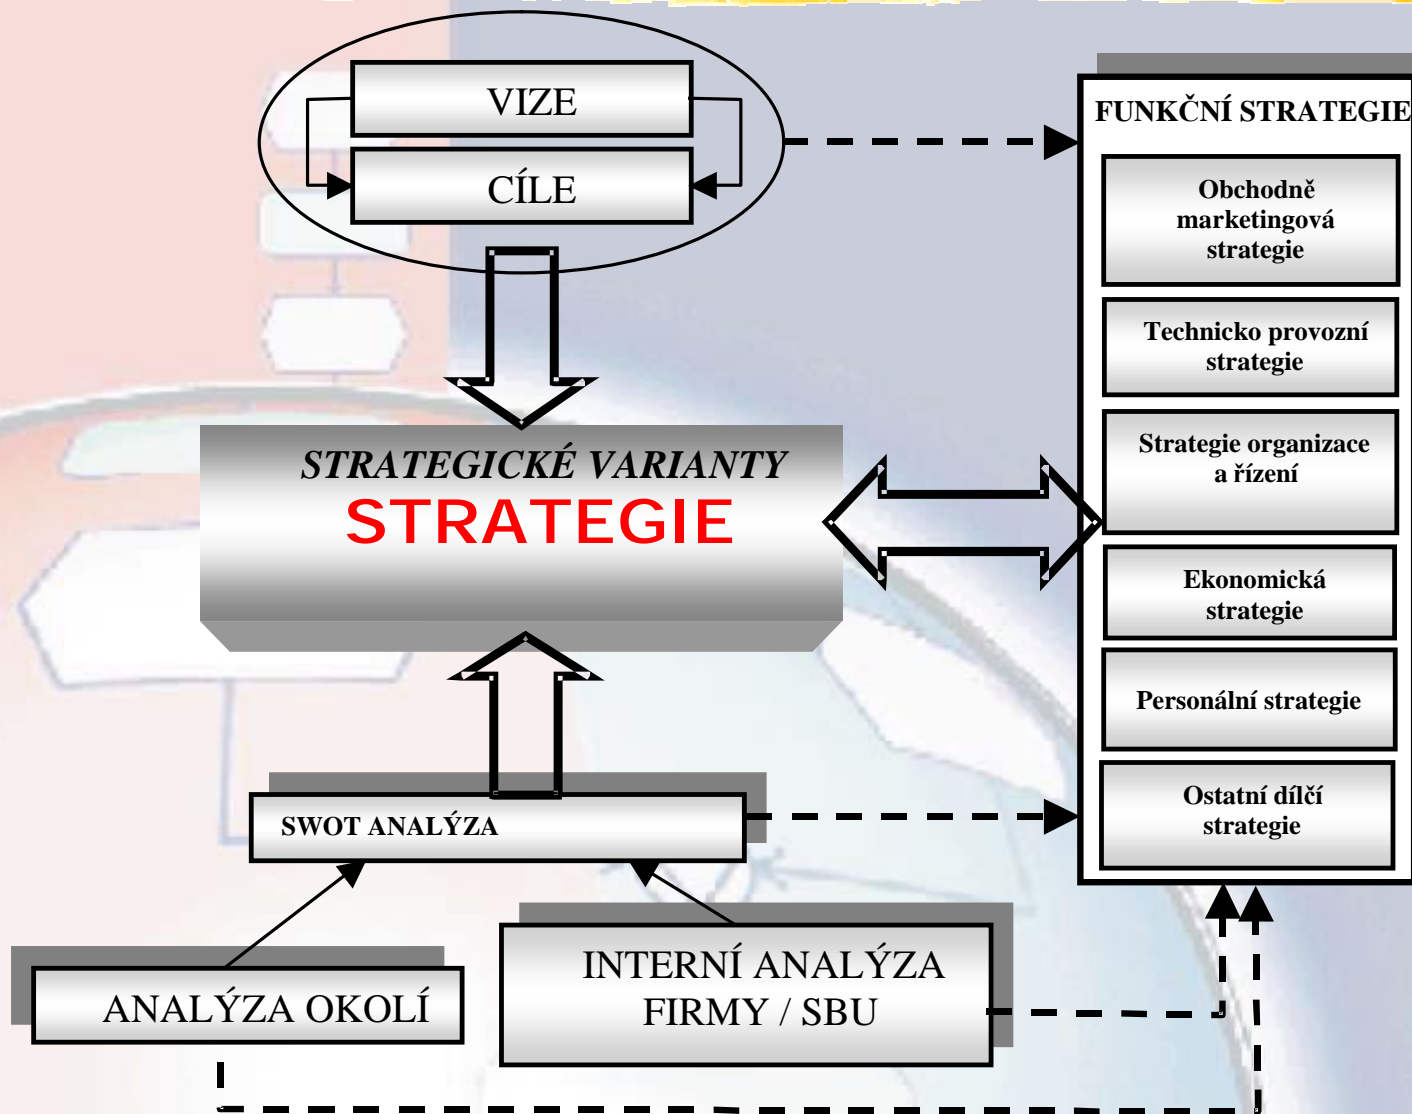 VIZE
CÍLE
STRATEGICKÉ VARIANTY
STRATEGIE
SWOT ANALÝZA
ANALÝZA OKOLÍ
INTERNÍ ANALÝZA
FIRMY / SBU
FUNKČNÍ STRATEGIE
Obchodně
marketingová
strategie
Technicko provozní
strategie
Strategie organizace
a řízení
Ekonomická
strategie
Personální strategie
Ostatní dílčí
strategie